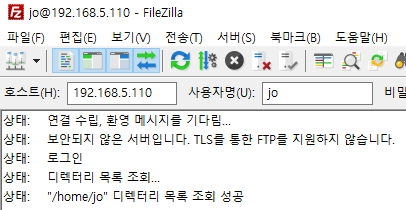 jo@192.168.5.110 - FileZilla
파일(F) 편집(E) 보기(V) 전송(T) 서버(S) 북마크(B) 도움말(H)
호스트(H): 192.168.5.110 사용자명(U): jo 비밀
상태: 연결 수립, 환영 메시지를 기다림...
상태: 보안되지 않은 서버입니다. TLS을 통한 FTP를 지원하지 않습니다.
상태: 로그인
상태: 디렉터리 목록 조회...
상태: "/home/jo" 디렉터리 목록 조회 성공